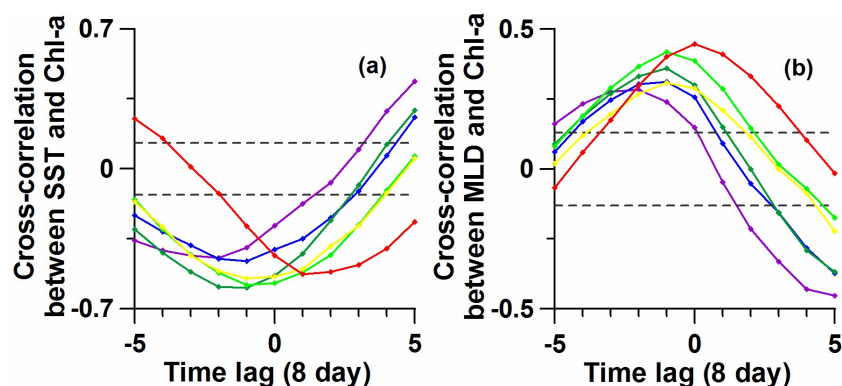 Cross-correlation
between SST and Chl-a
0.7
0
-0.7
(a)
-5
0
5
Time lag (8 day)
Cross-correlation
between MLD and Chl-a
0.5
0
-0.5
(b)
-5
0
5
Time lag (8 day)